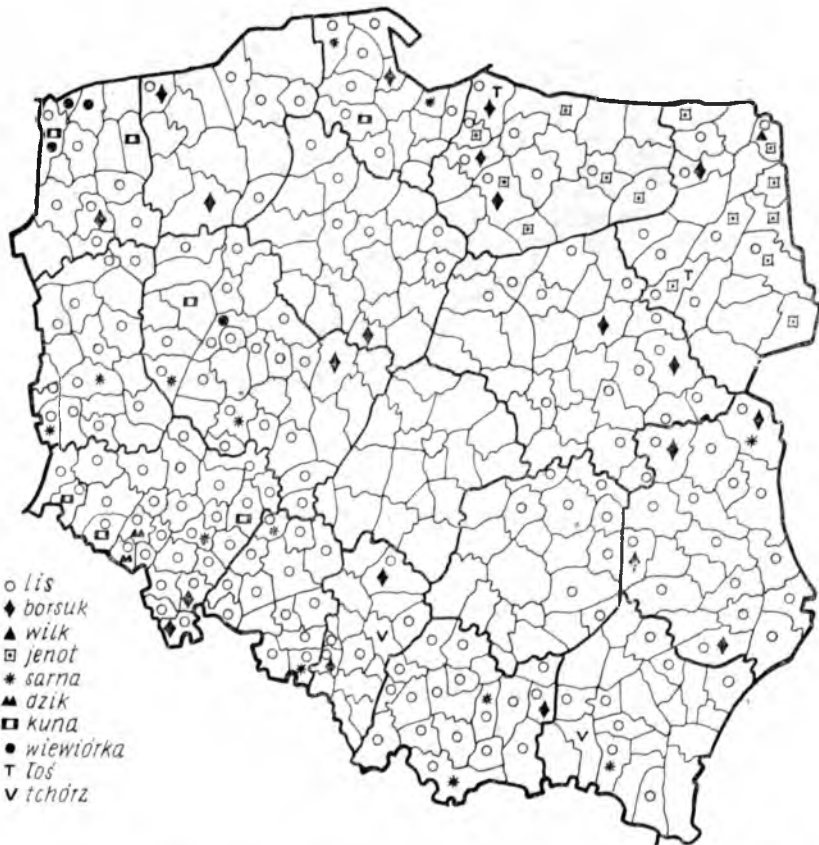 lis
borsuk
wilk
jenot
sarna
dzik
kuna
wiewiórka
łoś
tchórz